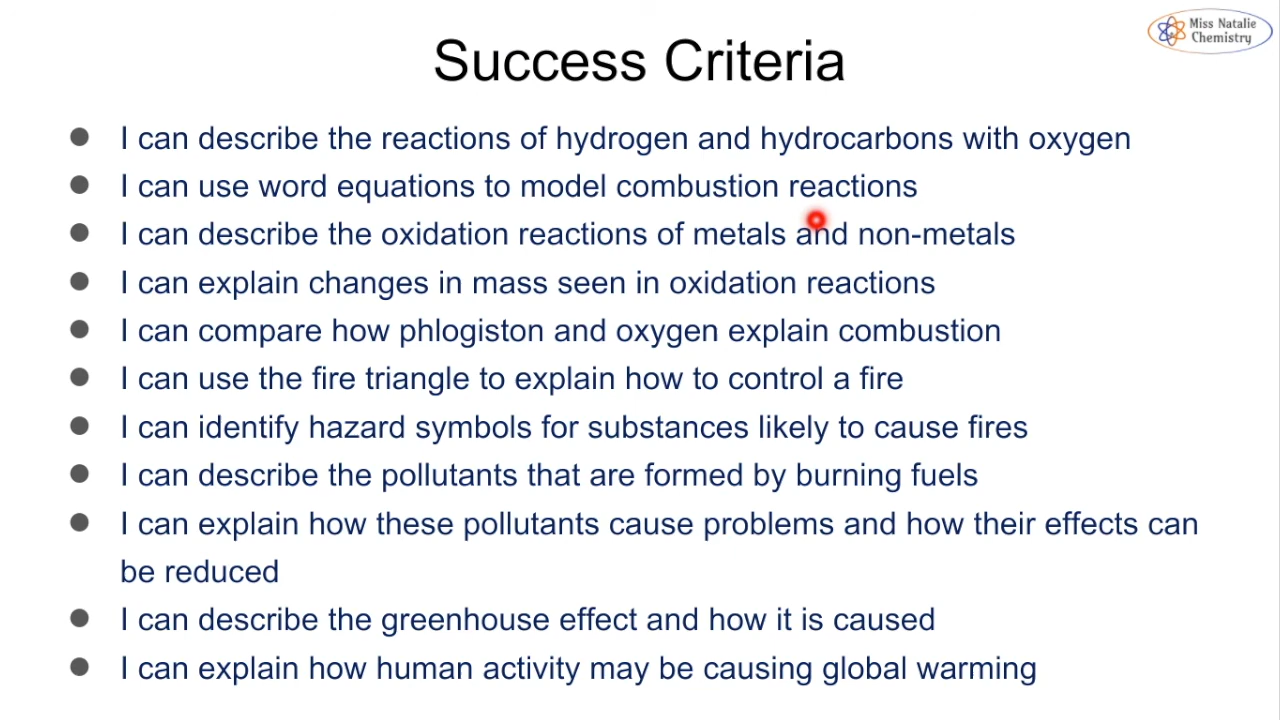 Miss Natalie
Chemistry
Success Criteria
● I can describe the reactions of hydrogen and hydrocarbons with oxygen
● I can use word equations to model combustion reactions
● I can describe the oxidation reactions of metals and non-metals
● I can explain changes in mass seen in oxidation reactions
● I can compare how phlogiston and oxygen explain combustion
● I can use the fire triangle to explain how to control a fire
● I can identify hazard symbols for substances likely to cause fires
● I can describe the pollutants that are formed by burning fuels
● I can explain how these pollutants cause problems and how their effects can
be reduced
● I can describe the greenhouse effect and how it is caused
● I can explain how human activity may be causing global warming